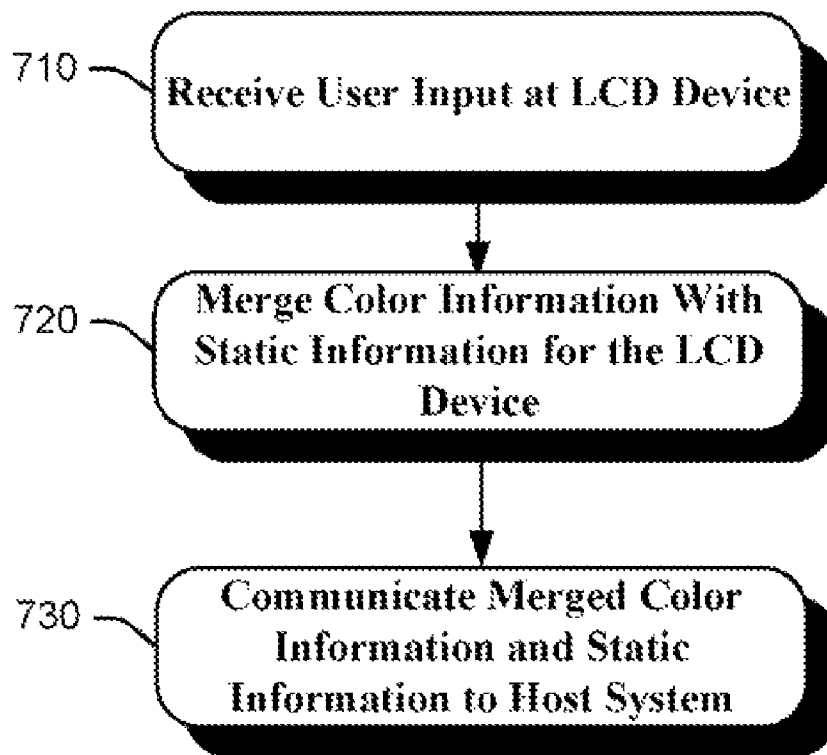 710
Receive User Input at LCD Device
720
Merge Color Information With
Static Information for the LCD
Device
730
Communicate Merged Color
Information and Static
Information to Host System